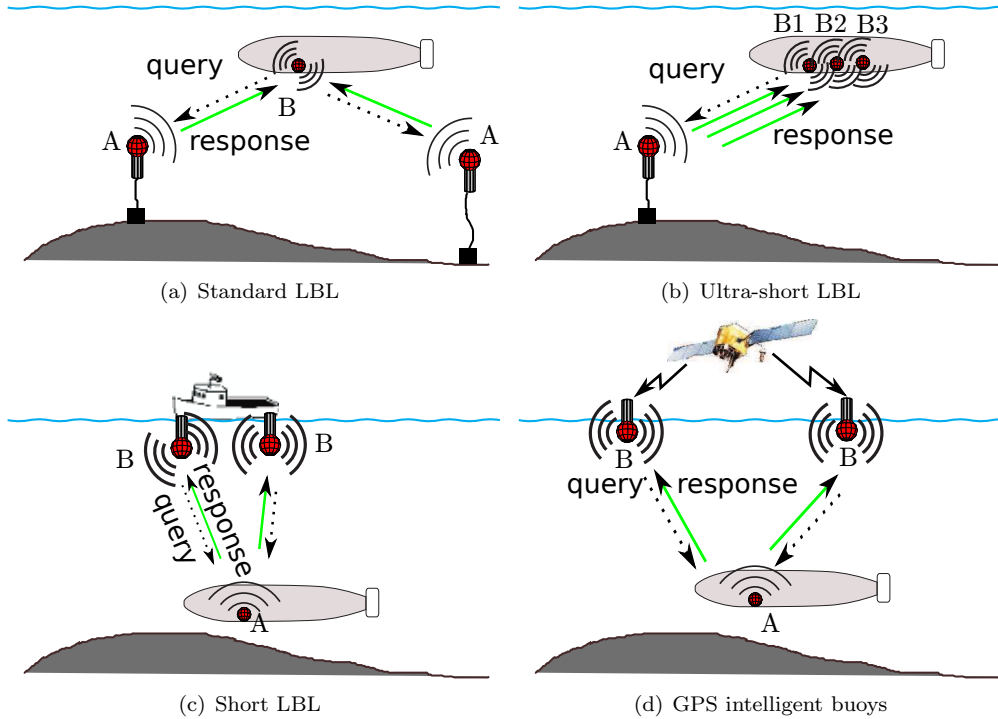 query
B
A
response
A
(a) Standard LBL
B1 B2 B3
query
A
response
(b) Ultra-short LBL
B
B
response
query
A
(c) Short LBL
B
B
query
response
A
(d) GPS intelligent buoys